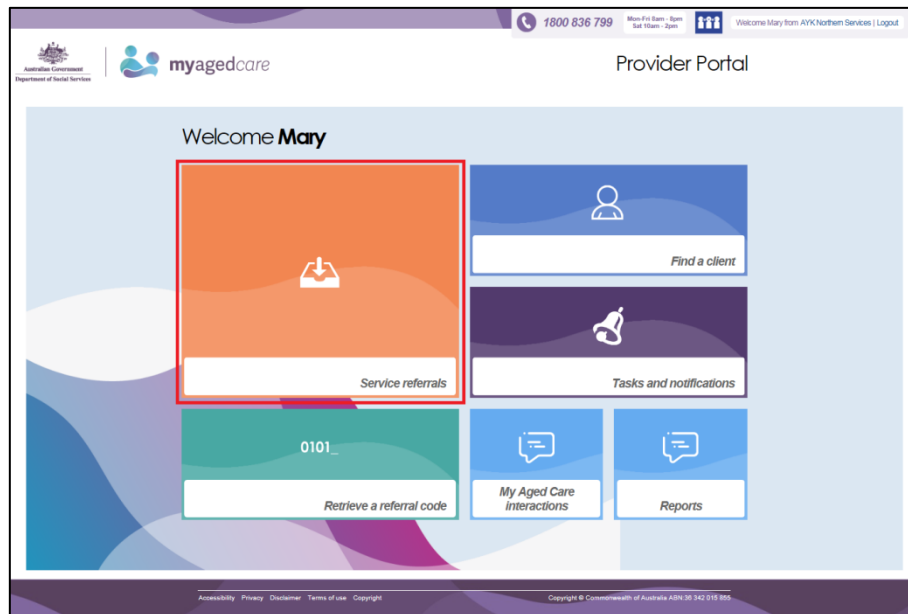 1800 836 799
Mon-Fri 8am - 8pm
Sat 10am - 2pm
Welcome Mary from AYK Northern Services | Logout
Australian Government
Department of Social Services
myagedcare
Provider Portal
Welcome Mary
Find a client
Service referrals
Tasks and notifications
0101_
Retrieve a referral code
My Aged Care
interactions
Reports
Accessibility Privacy Disclaimer Terms of use Copyright
Copyright © Commonwealth of Australia ABN:36 342 015 855